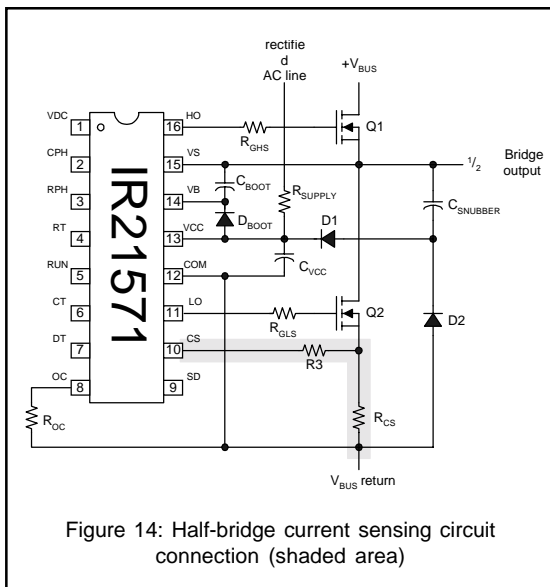 rectifie
d
AC line
+VBUS
VDC
1
16
HO
RGHS
Q1
CPH
2
15
VS
1/2 Bridge
output
RPH
3
14
VB
CBOOT
RSUPPLY
CSNUBBER
DBOOT
D1
RT
4
13
VCC
CVCC
RUN
5
12
COM
IR21571
CT
6
11
LO
RGLS
Q2
D2
DT
7
10
CS
R3
OC
8
9
SD
ROC
RCS
VBUS return
Figure 14: Half-bridge current sensing circuit
connection (shaded area)